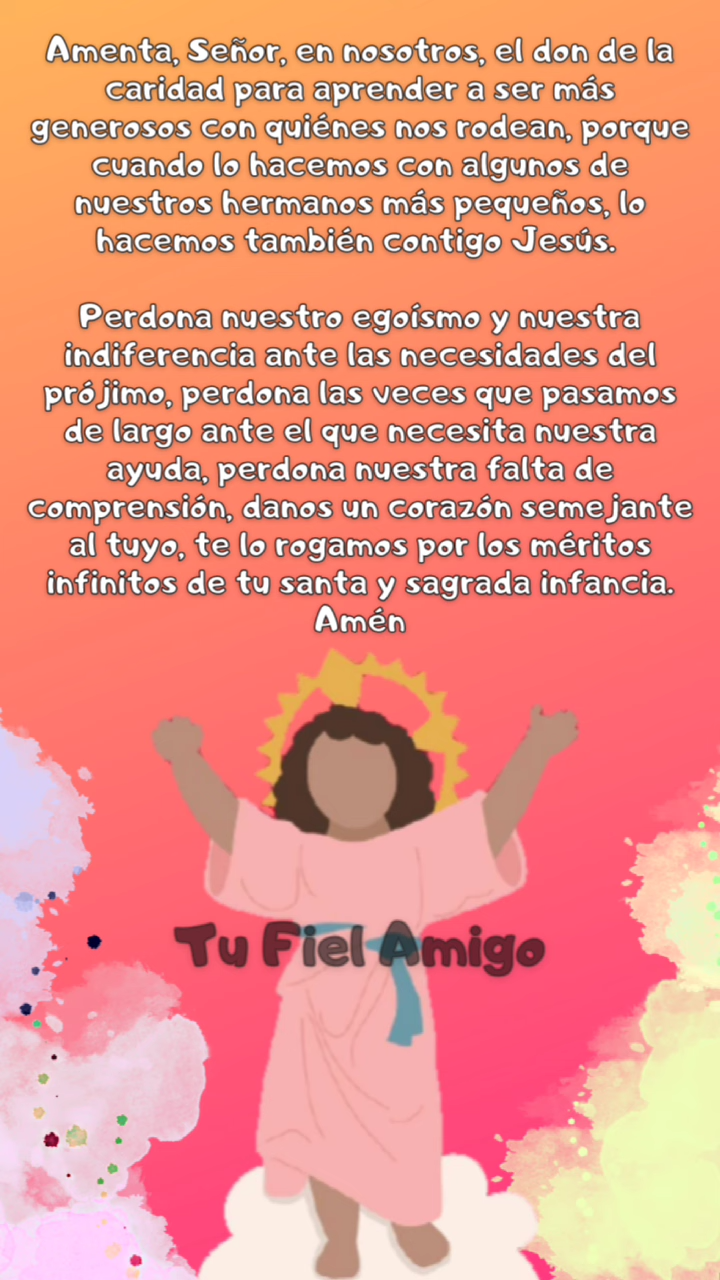 Amenta, Señor, en nosotros, el don de la
caridad para aprender a ser más
generosos con quiénes nos rodean, porque
cuando lo hacemos con algunos de
nuestros hermanos más pequeños, lo
hacemos también contigo Jesús.
Perdona nuestro egoísmo y nuestra
indiferencia ante las necesidades del
prójimo, perdona las veces que pasamos
de largo ante el que necesita nuestra
ayuda, perdona nuestra falta de
comprensión, danos un corazón semejante
al tuyo, te lo rogamos por los méritos
infinitos de tu santa y sagrada infancia.
Amén
Tu Fiel Amigo